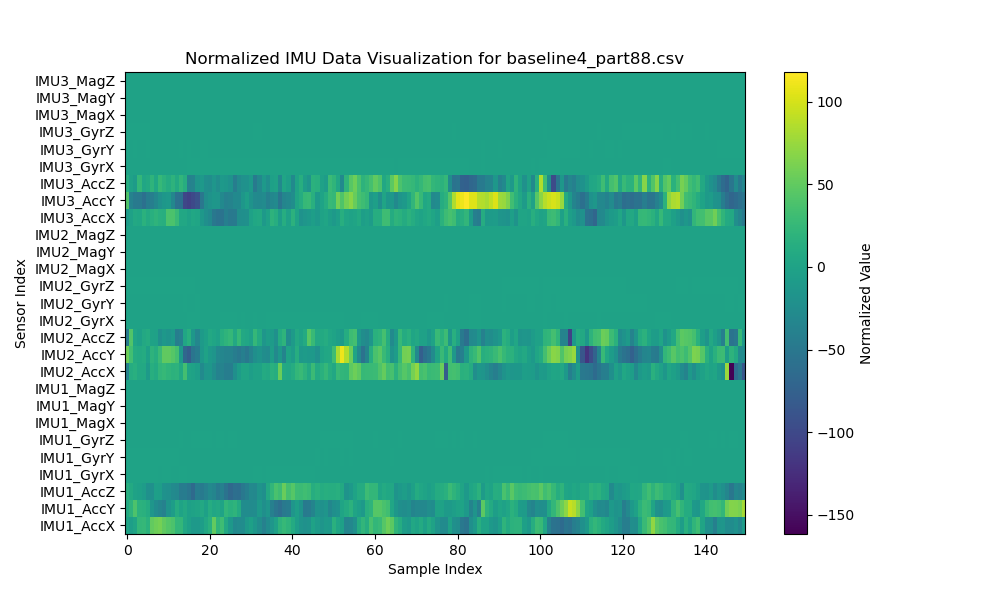 Normalized IMU Data Visualization for baseline4_part88.csv
IMU3_MagZ
IMU3_MagY
IMU3_MagX
IMU3_GyrZ
IMU3_GyrY
IMU3_GyrX
IMU3_AccZ
IMU3_AccY
IMU3_AccX
IMU2_MagZ
IMU2_MagY
IMU2_MagX
IMU2_GyrZ
IMU2_GyrY
IMU2_GyrX
IMU2_AccZ
IMU2_AccY
IMU2_AccX
IMU1_MagZ
IMU1_MagY
IMU1_MagX
IMU1_GyrZ
IMU1_GyrY
IMU1_GyrX
IMU1_AccZ
IMU1_AccY
IMU1_AccX
Sensor Index
0 20 40 60 80 100 120 140
Sample Index
100
50
0
−50
−100
−150
Normalized Value